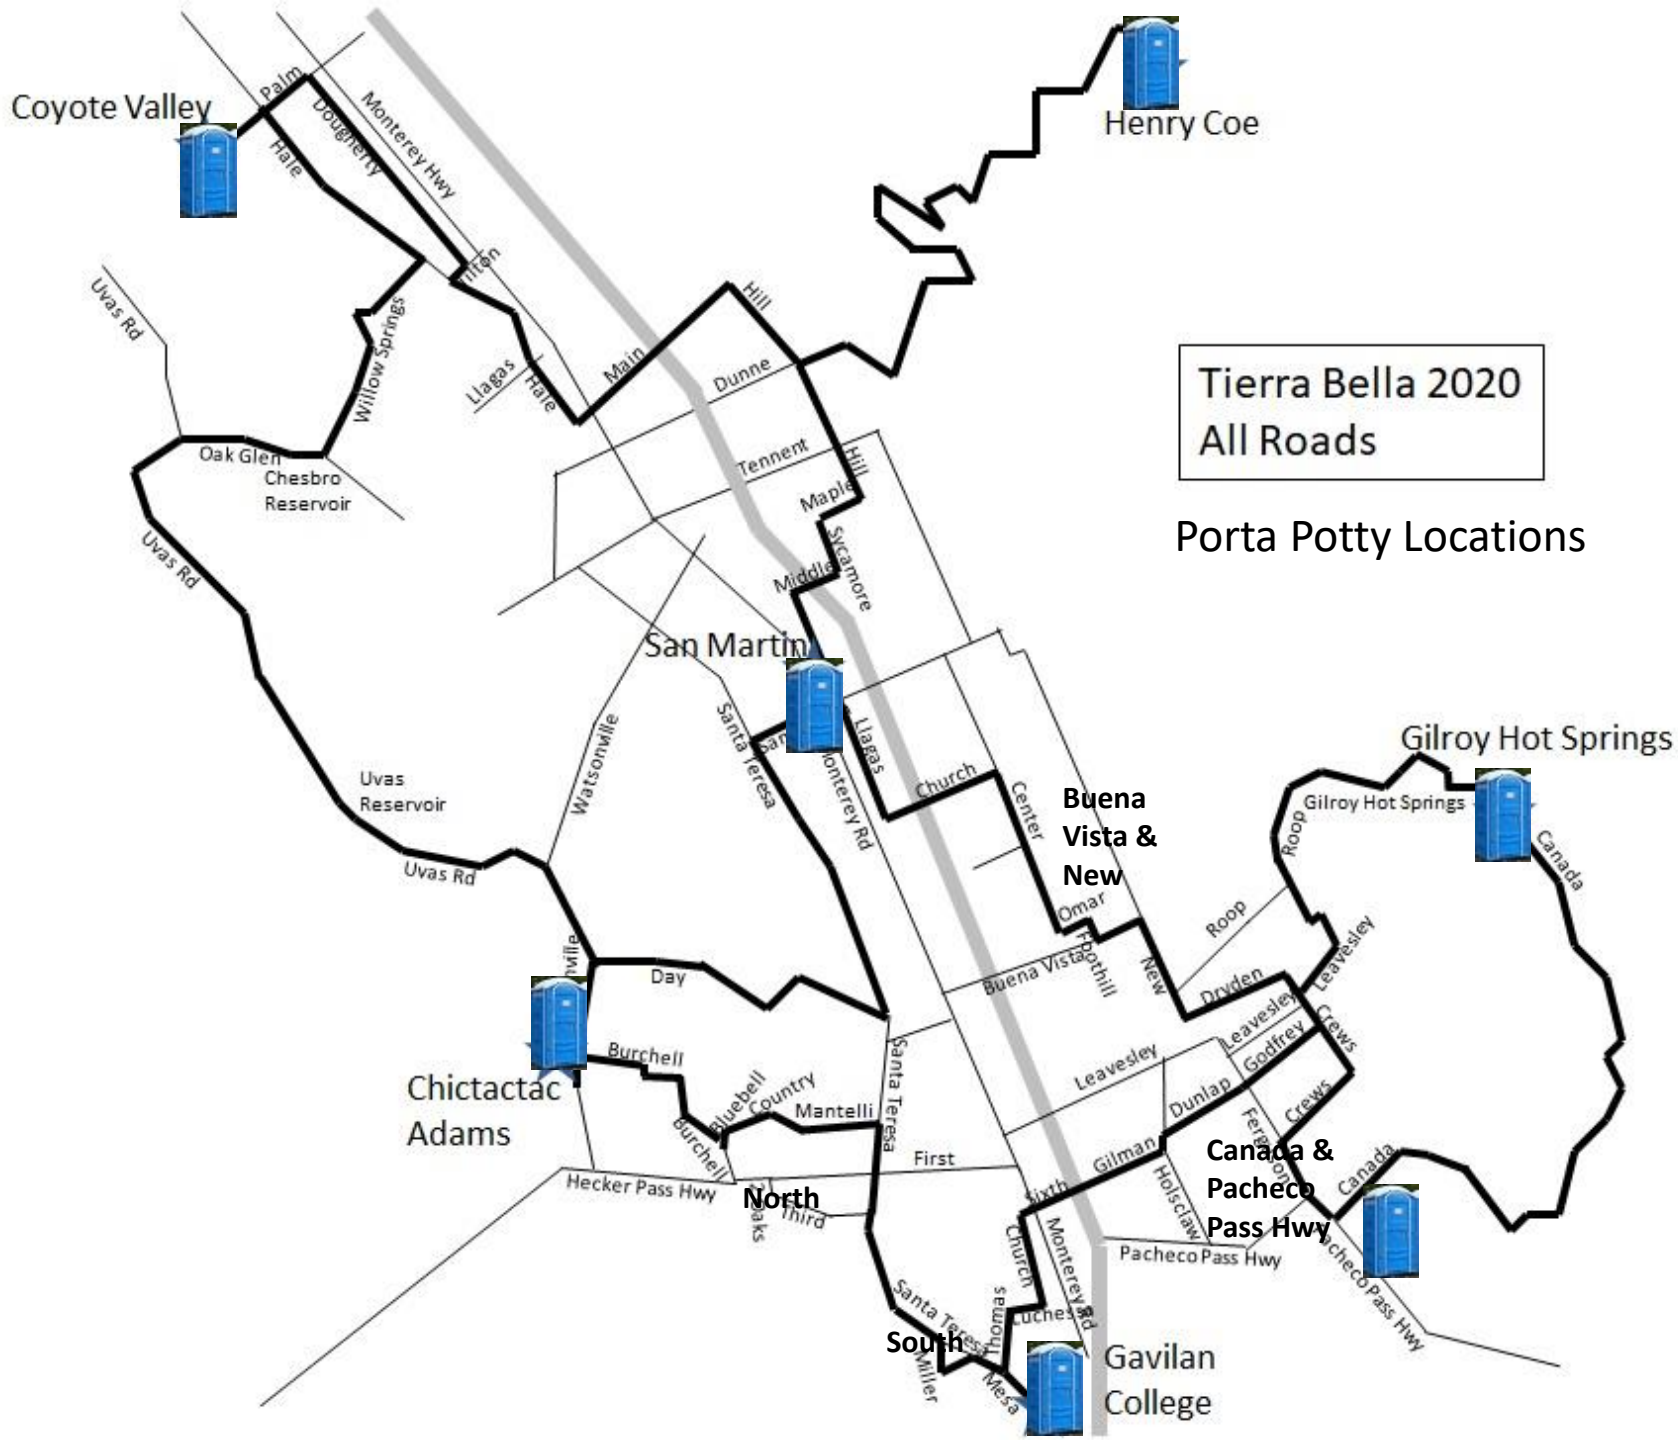 Palm
Coyote Valley
Dougherty
Monterey Hwy
Hale
Henry Coe
Tilton
Uvas Rd
Willow Springs
Hill
Llagas
Hale
Main
Dunne
Tierra Bella 2020
All Roads
Oak Glen
Chesbro
Reservoir
Tennent
Hill
Maple
Porta Potty Locations
Uvas Rd
Sycamore
Middle
San Martin
Santa Teresa
San
Llagas
Monterey Rd
Watsonville
Gilroy Hot Springs
Uvas
Reservoir
Church
Center
Buena
Vista &
New
Gilroy Hot Springs
Roop
Canada
Uvas Rd
Omar
Foothill
Roop
Leavesley
Day
Buena Vista
New
Dryden
Leavesley
Crews
Godfrey
Burchell
Santa Teresa
Leavesley
Chictactac
Adams
Bluebell
Country
Mantelli
Burchell
Dunlap
Crews
Ferguson
Gilman
First
Canada &
Pacheco
Pass Hwy
Canada
Hecker Pass Hwy
North
Third
Sixth
Holsclaw
Church
Monterey Rd
Pacheco Pass Hwy
Pacheco Pass Hwy
Santa Teresa
Thomas
Luchessa
South
Miller
Mesa
Gavilan
College